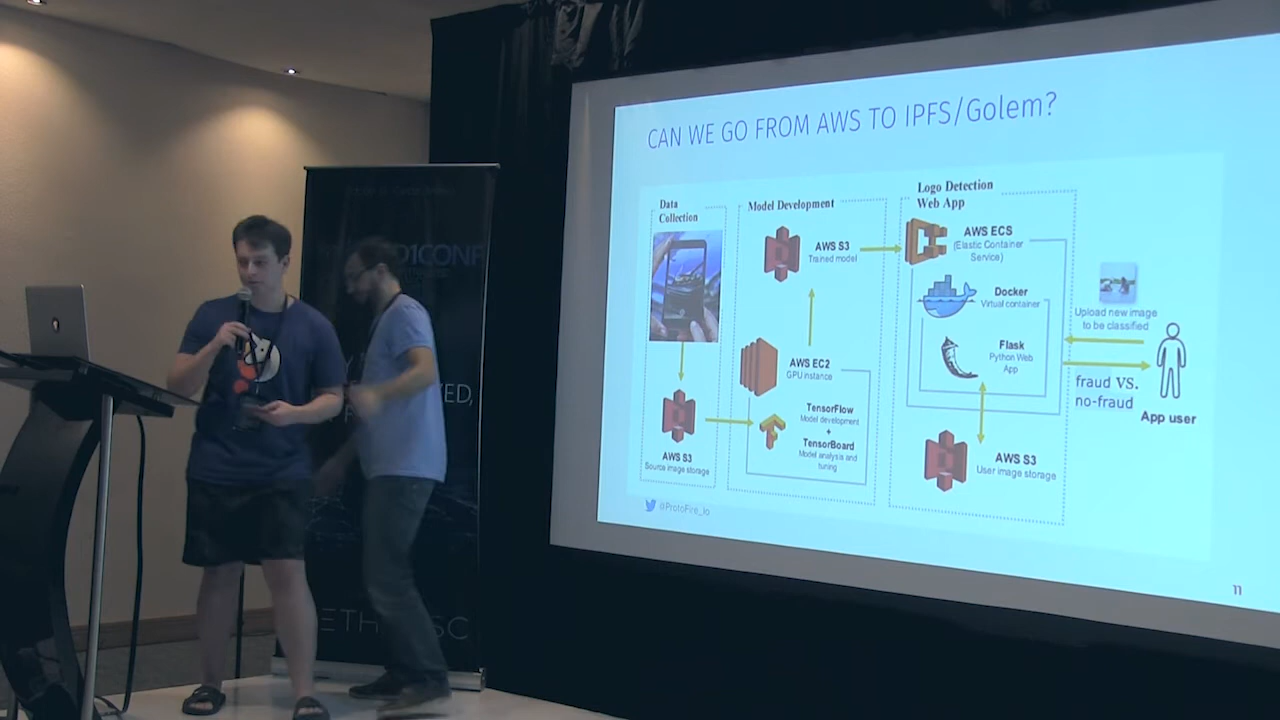 CAN WE GO FROM AWS TO IPFS/Golem?
Data
Collection
AWS S3
Source image storage
Model Development
AWS S3
Trained model
AWS EC2
GPU instance
TensorFlow
Model development
+
TensorBoard
Model analysis and
tuning
Logo Detection
Web App
AWS ECS
(Elastic Container
Service)
Docker
Virtual container
Flask
Python Web
App
AWS S3
User image storage
Upload new image
to be classified
fraud VS.
no-fraud
App user
@ProtoFire_Io
11
D1CONF